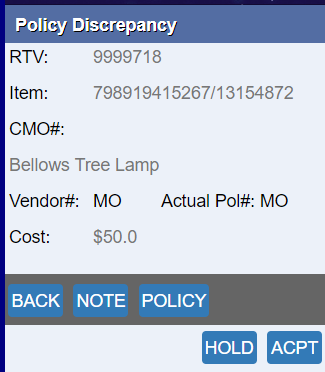 Policy Discrepancy
RTV: 9999718
Item: 798919415267/13154872
CMO#:
Bellows Tree Lamp
Vendor#: MO Actual Pol#: MO
Cost: $50.0
BACK NOTE POLICY
HOLD ACPT